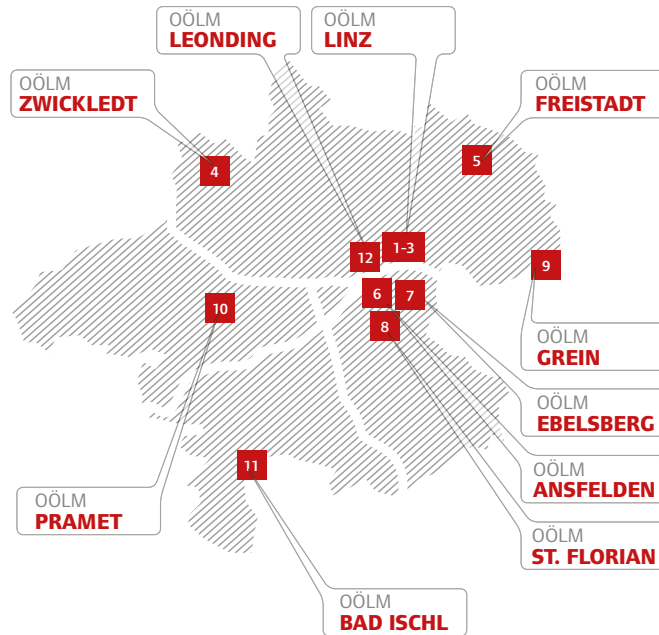 OÖLM
LEONDING
OÖLM
LINZ
OÖLM
ZWICKLEDT
OÖLM
FREISTADT
4
5
1-3
12
9
6
7
10
8
OÖLM
GREIN
OÖLM
EBELSBERG
11
OÖLM
ANSFELDEN
OÖLM
PRAMET
OÖLM
ST. FLORIAN
OÖLM
BAD ISCHL